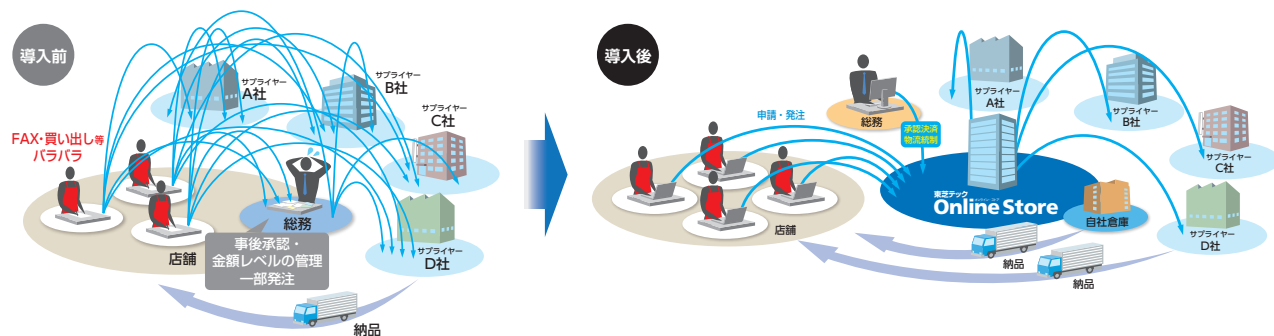 導入前
サプライヤー
A社
サプライヤー
B社
サプライヤー
C社
FAX・買い出し等
バラバラ
総務
店舗
事後承認・
金額レベルの管理
一部発注
サプライヤー
D社
納品
導入後
サプライヤー
A社
サプライヤー
B社
サプライヤー
C社
総務
申請・発注
承認決済
物流統制
東芝テック
Online Store
自社倉庫
サプライヤー
D社
店舗
納品
納品